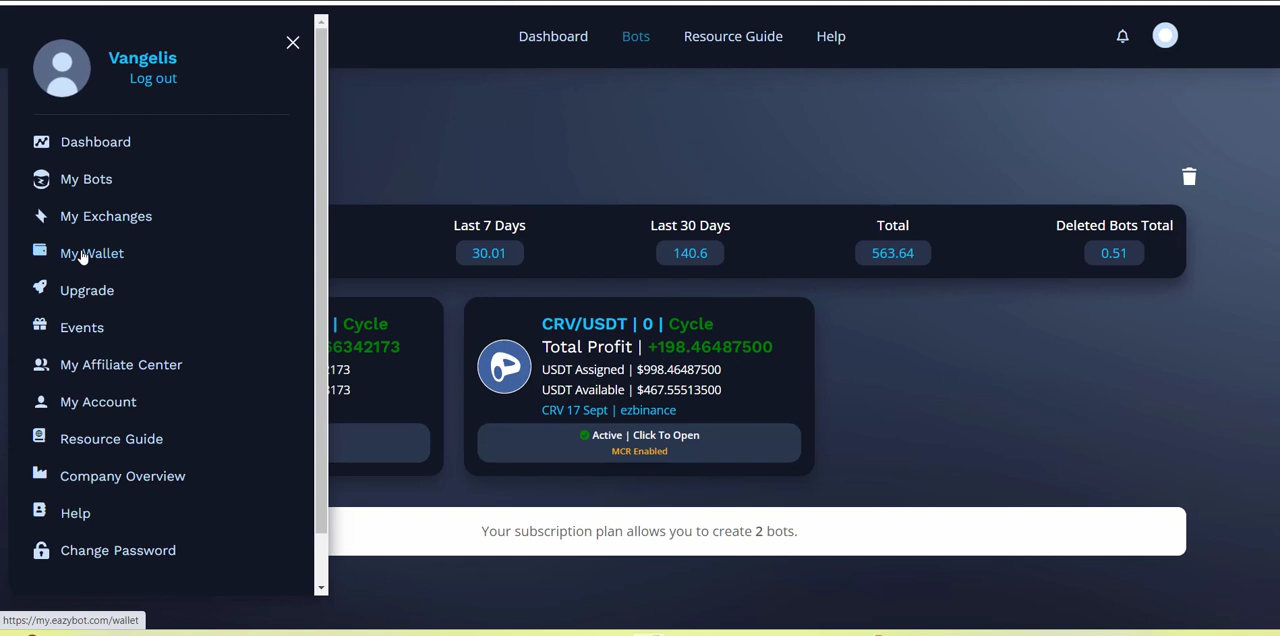 Dashboard
Bots
Resource Guide
Help
Vangelis
Log out
Dashboard
My Bots
My Exchanges
My Wallet
Upgrade
Events
My Affiliate Center
My Account
Resource Guide
Company Overview
Help
Change Password
Last 7 Days
30.01
Last 30 Days
140.6
Total
563.64
Deleted Bots Total
0.51
| Cycle
66342173
173
3173
CRV/USDT | 0 | Cycle
Total Profit | +198.46487500
USDT Assigned | $998.46487500
USDT Available | $467.55513500
CRV 17 Sept | ezbinance
Active | Click To Open
MCR Enabled
Your subscription plan allows you to create 2 bots.
https://my.eazybot.com/wallet